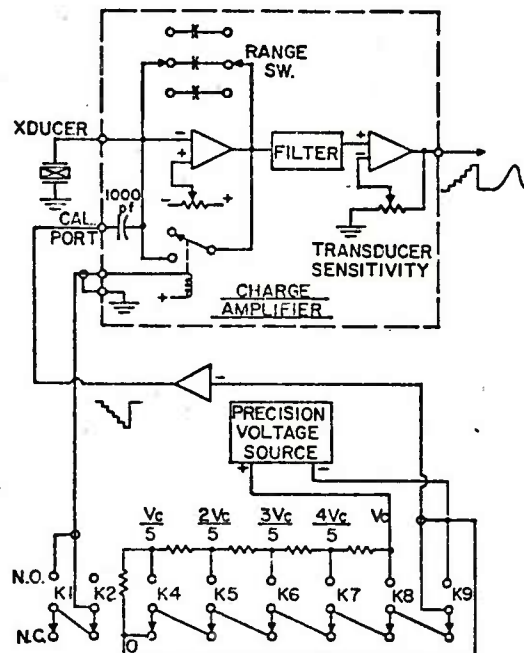 RANGE
SW.
XDUCER
-
+
FILTER
+
-
1000
pf
- +
CAL.
PORT
TRANSDUCER
SENSITIVITY
+
CHARGE
AMPLIFIER
-
PRECISION
VOLTAGE
SOURCE
+ -
Vc/5 2Vc/5 3Vc/5 4Vc/5 Vc
N.O.
K1 K2 K4 K5 K6 K7 K8 K9
N.C.
0